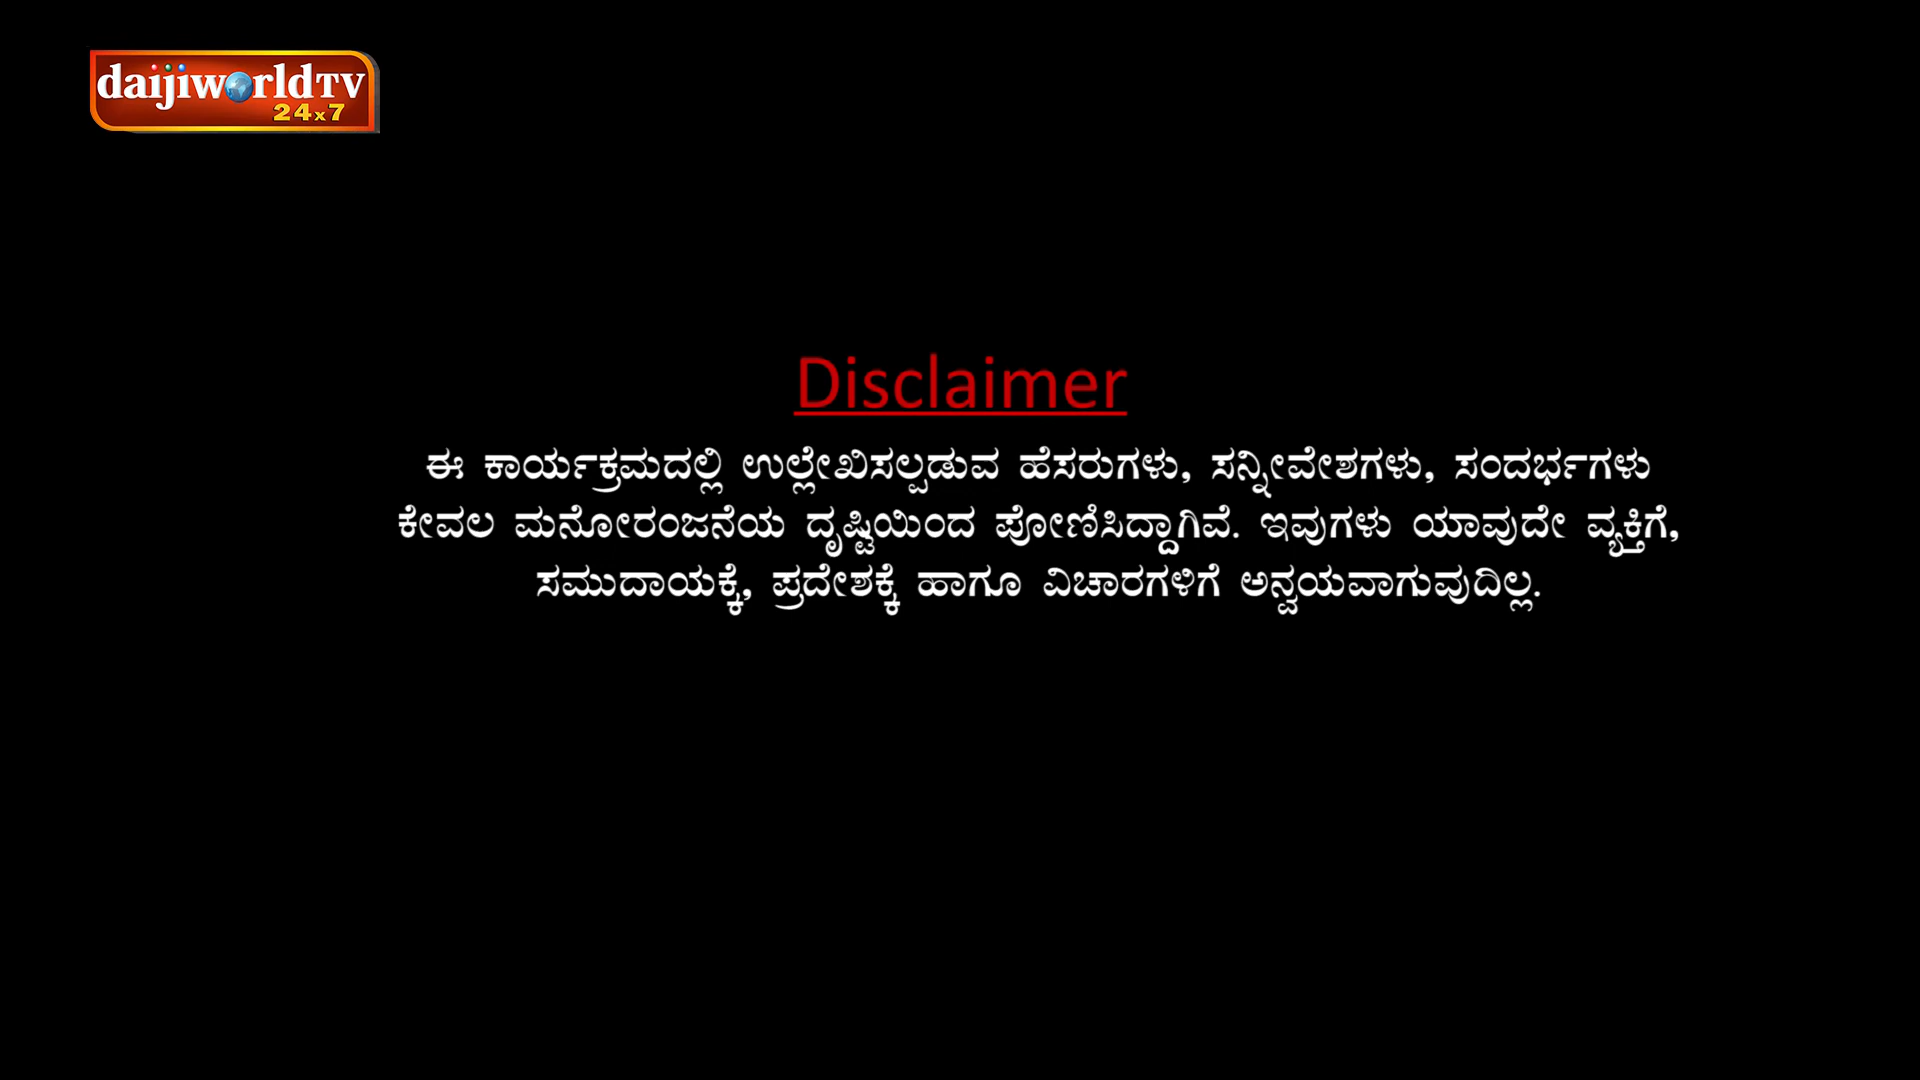 daijiworldTV
24x7
Disclaimer
ಈ ಕಾರ್ಯಕ್ರಮದಲ್ಲಿ ಉಲ್ಲೇಖಿಸಲ್ಪಡುವ ಹೆಸರುಗಳು, ಸನ್ನೀವೇಶಗಳು, ಸಂದರ್ಭಗಳು
ಕೇವಲ ಮನೋರಂಜನೆಯ ದೃಷ್ಟಿಯಿಂದ ಪೋಣಿಸಿದ್ದಾಗಿವೆ. ಇವುಗಳು ಯಾವುದೇ ವ್ಯಕ್ತಿಗೆ,
ಸಮುದಾಯಕ್ಕೆ, ಪ್ರದೇಶಕ್ಕೆ ಹಾಗೂ ವಿಚಾರಗಳಿಗೆ ಅನ್ವಯವಾಗುವುದಿಲ್ಲ.